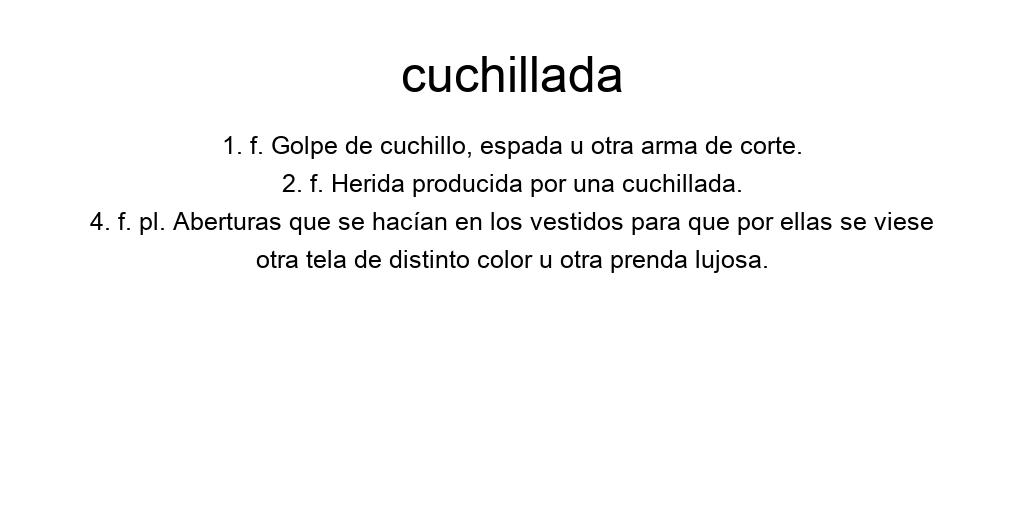 cuchillada
1. f. Golpe de cuchillo, espada u otra arma de corte.
2. f. Herida producida por una cuchillada.
4. f. pl. Aberturas que se hacían en los vestidos para que por ellas se viese
otra tela de distinto color u otra prenda lujosa.